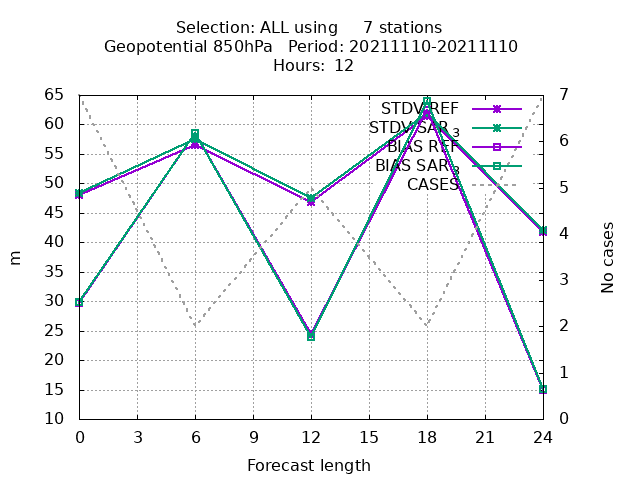 Selection: ALL using     7 stations
Geopotential 850hPa   Period: 20211110-20211110
Hours: 12
65
60
55
50
45
40
35
30
25
20
15
10
m
STDV REF
STDV SAR_3
BIAS REF
BIAS SAR_3
CASES
7
6
5
4
3
2
1
0
No cases
0 3 6 9 12 15 18 21 24
Forecast length